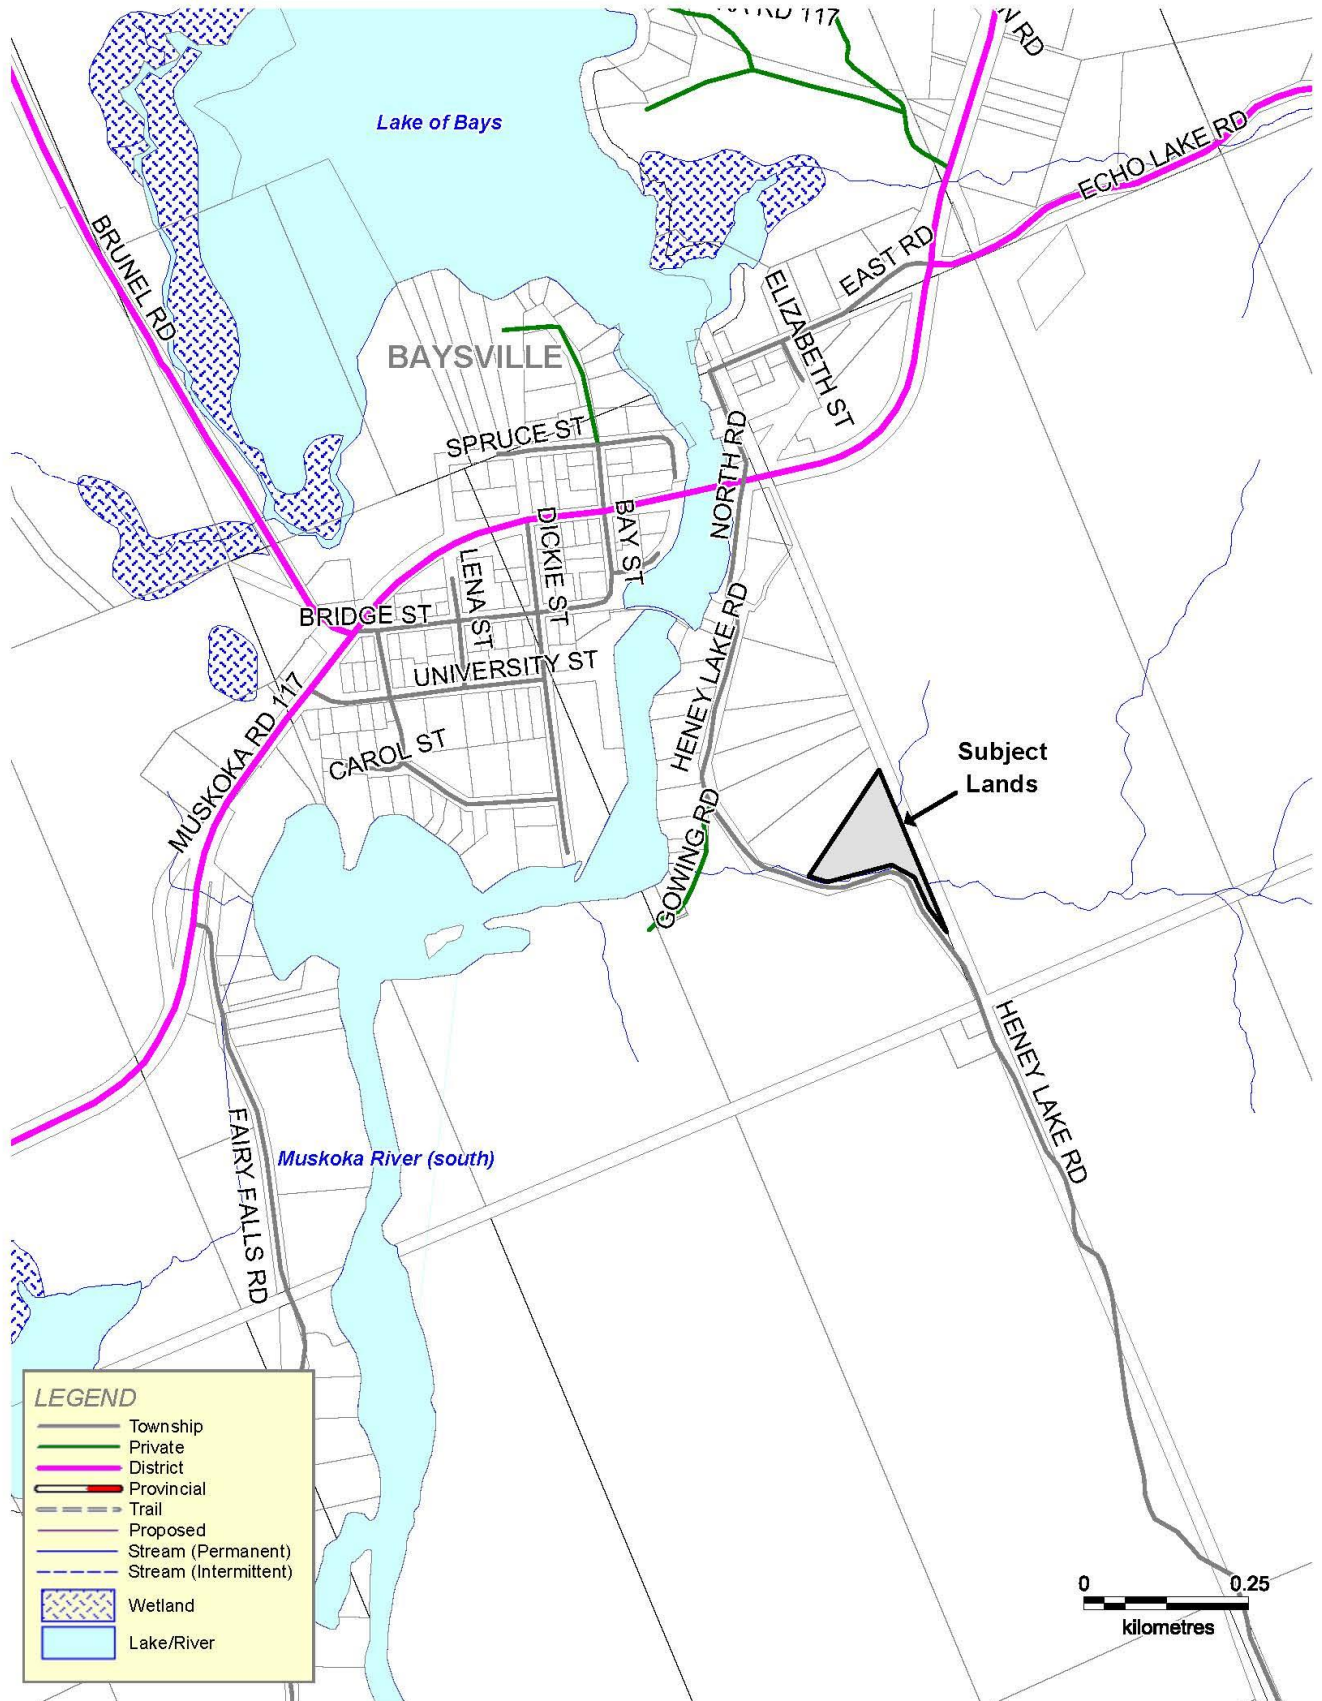 RD 117
N RD
Lake of Bays
ECHO LAKE RD
BRUNEL RD
EAST RD
ELIZABETH ST
BAYSVILLE
SPRUCE ST
NORTH RD
BAY ST
DICKIE ST
LENA ST
BRIDGE ST
HENEY LAKE RD
UNIVERSITY ST
MUSKOKA RD 117
CAROL ST
Subject
Lands
GOWING RD
HENEY LAKE RD
FAIRY FALLS RD
Muskoka River (south)
LEGEND
Township
Private
District
Provincial
Trail
Proposed
Stream (Permanent)
Stream (Intermittent)
Wetland
Lake/River
0 0.25
kilometres